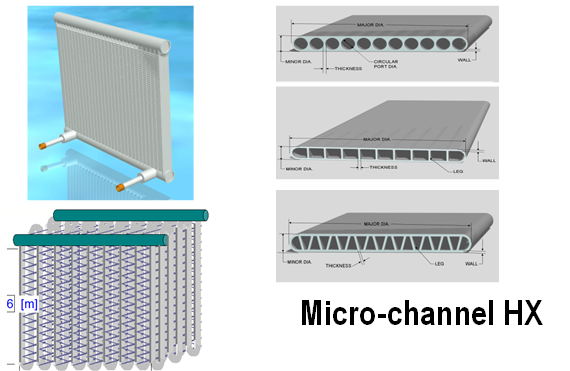 MAJOR DIA.
MINOR DIA.
THICKNESS
CIRCULAR
PORT DIA.
WALL
MAJOR DIA.
WALL
MINOR DIA.
THICKNESS
LEG
MAJOR DIA.
MINOR DIA.
THICKNESS
LEG
WALL
6 [m]
Micro-channel HX